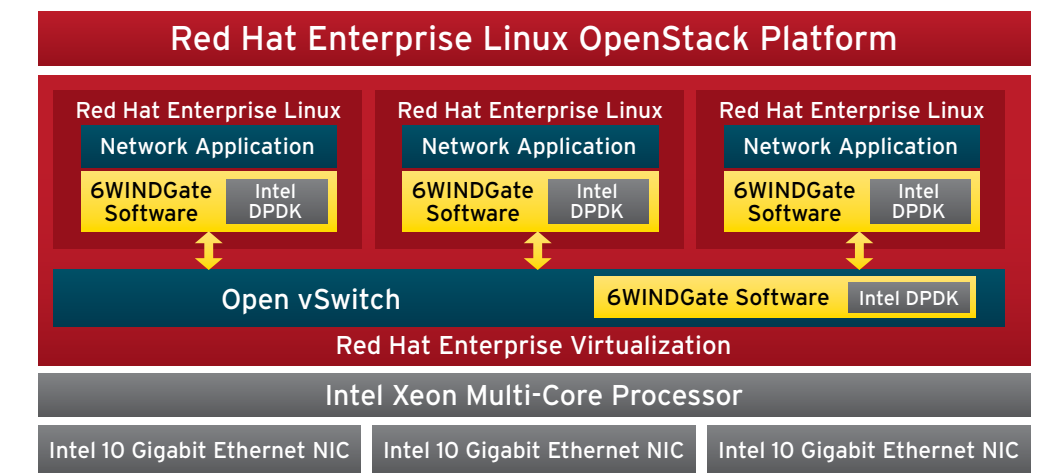 Red Hat Enterprise Linux OpenStack Platform
Red Hat Enterprise Linux
Network Application
6WINDGate
Software
Intel
DPDK
Red Hat Enterprise Linux
Network Application
6WINDGate
Software
Intel
DPDK
Red Hat Enterprise Linux
Network Application
6WINDGate
Software
Intel
DPDK
Open vSwitch
6WINDGate Software
Intel DPDK
Red Hat Enterprise Virtualization
Intel Xeon Multi-Core Processor
Intel 10 Gigabit Ethernet NIC
Intel 10 Gigabit Ethernet NIC
Intel 10 Gigabit Ethernet NIC